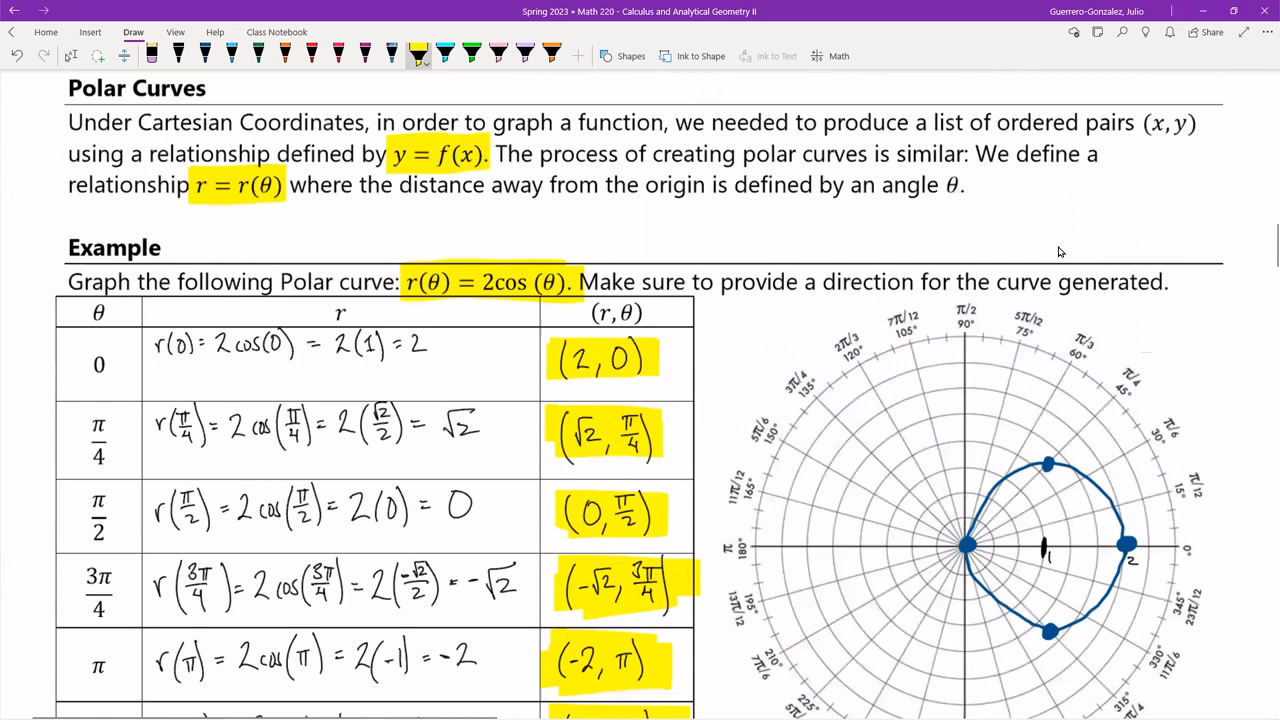 Spring 2023 » Math 220 - Calculus and Analytical Geometry II
Guerrero-Gonzalez, Julio
Home Insert Draw View Help Class Notebook
Share
Shapes Ink to Shape Ink to Text Math
Polar Curves
Under Cartesian Coordinates, in order to graph a function, we needed to produce a list of ordered pairs (x, y)
using a relationship defined by y = f(x). The process of creating polar curves is similar: We define a
relationship r = r(θ) where the distance away from the origin is defined by an angle θ.
Example
Graph the following Polar curve: r(θ) = 2cos (θ). Make sure to provide a direction for the curve generated.
θ r (r, θ)
0 r(0) = 2 cos(0) = 2(1) = 2 (2, 0)
π/4 r(π/4) = 2 cos(π/4) = 2(√2/2) = √2 (√2, π/4)
π/2 r(π/2) = 2 cos(π/2) = 2(0) = 0 (0, π/2)
3π/4 r(3π/4) = 2 cos(3π/4) = 2(-√2/2) = -√2 (-√2, 3π/4)
π r(π) = 2cos(π) = 2(-1) = -2 (-2, π)
π/2
90°
7π/12
105°
5π/12
75°
2π/3
120°
π/3
60°
3π/4
135°
π/4
45°
5π/6
150°
π/6
30°
11π/12
165°
π/12
15°
π
180°
0°
1
2
13π/12
195°
345°
23π/12
7π/6
210°
330°
11π/6
225°
315°